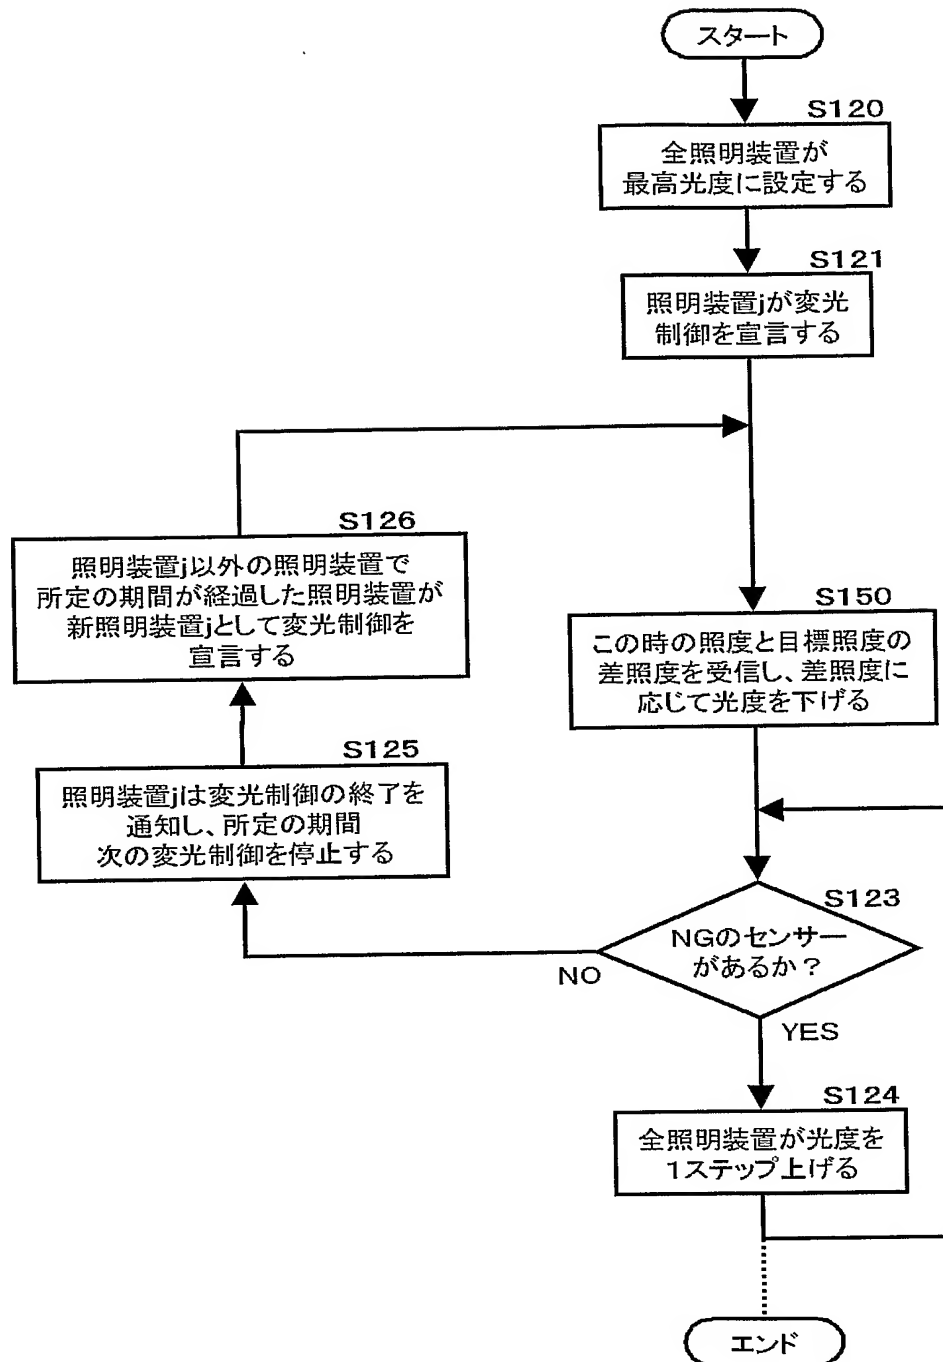 スタート
S120
全照明装置が
最高光度に設定する
S121
照明装置jが変光
制御を宣言する
S126
照明装置j以外の照明装置で
所定の期間が経過した照明装置が
新照明装置jとして変光制御を
宣言する
S150
この時の照度と目標照度の
差照度を受信し、差照度に
応じて光度を下げる
S125
照明装置jは変光制御の終了を
通知し、所定の期間
次の変光制御を停止する
S123
NGのセンサー
があるか？
NO
YES
S124
全照明装置が光度を
1ステップ上げる
エンド